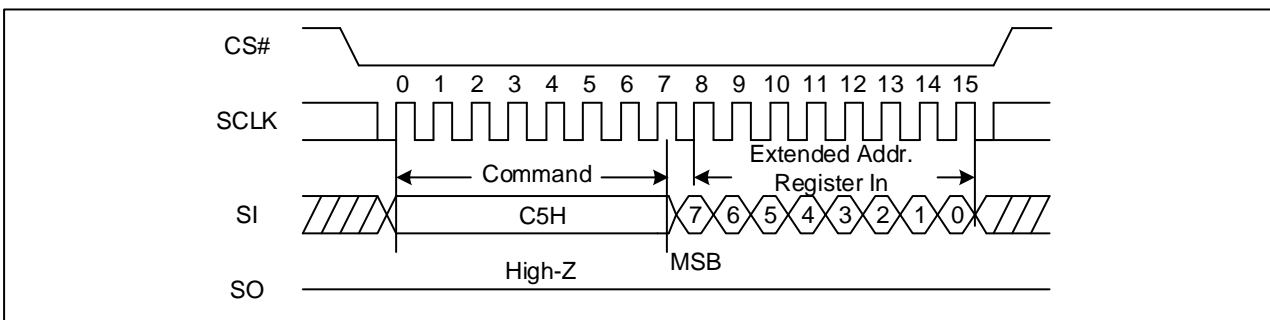 CS#
0 1 2 3 4 5 6 7 8 9 10 11 12 13 14 15
SCLK
Command
Extended Addr.
Register In
SI
C5H
7 6 5 4 3 2 1 0
MSB
High-Z
SO